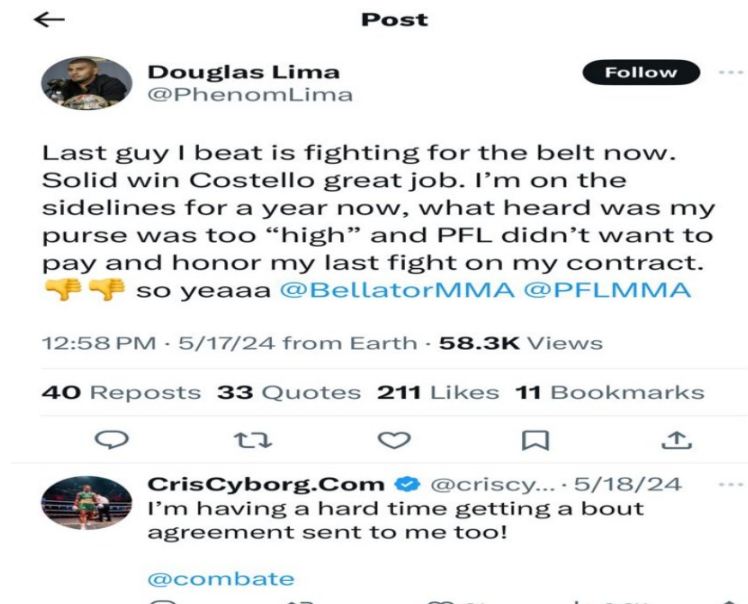 Post
Douglas Lima
@PhenomLima
Follow
Last guy I beat is fighting for the belt now.
Solid win Costello great job. I’m on the
sidelines for a year now, what heard was my
purse was too “high” and PFL didn’t want to
pay and honor my last fight on my contract.
👎👎 so yeaaa @BellatorMMA @PFLMMA
12:58 PM · 5/17/24 from Earth · 58.3K Views
40 Reposts 33 Quotes 211 Likes 11 Bookmarks
CrisCyborg.Com @criscy... · 5/18/24
I’m having a hard time getting a bout
agreement sent to me too!
@combate